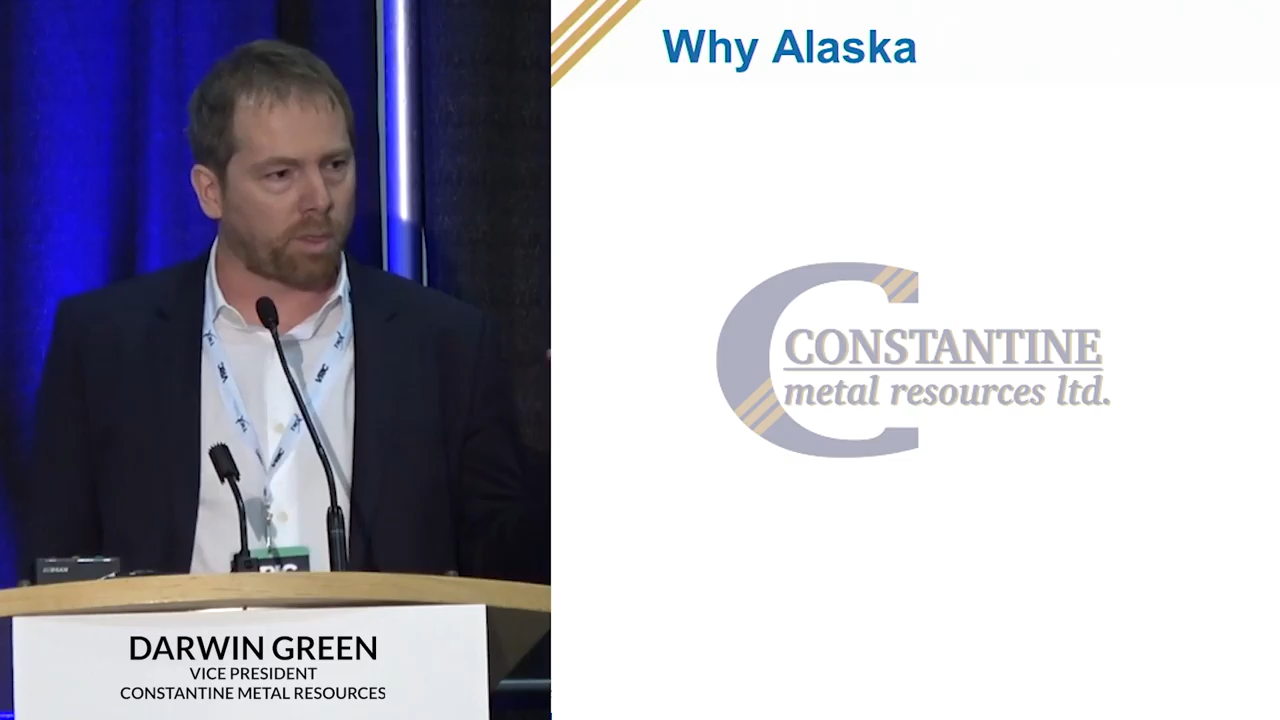 Why Alaska
CONSTANTINE
metal resources ltd.
DARWIN GREEN
VICE PRESIDENT
CONSTANTINE METAL RESOURCES